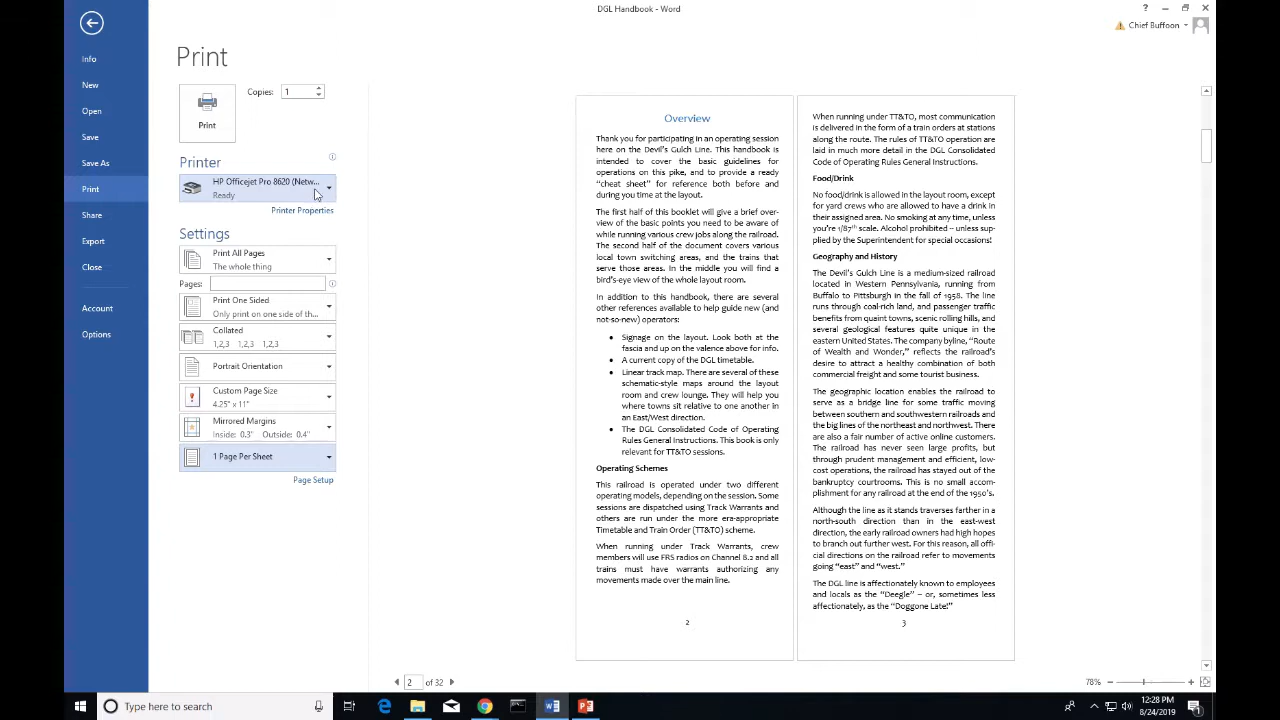 DGL Handbook - Word
?
Chief Buffoon
Info
New
Open
Save
Save As
Print
Share
Export
Close
Account
Options
Print
Print
Copies: 1
Printer
HP Officejet Pro 8620 (Netw...
Ready
Printer Properties
Settings
Print All Pages
The whole thing
Pages:
Print One Sided
Only print on one side of th...
Collated
1,2,3 1,2,3 1,2,3
Portrait Orientation
Custom Page Size
4.25" x 11"
Mirrored Margins
Inside: 0.3" Outside: 0.4"
1 Page Per Sheet
Page Setup
Overview
Thank you for participating in an operating session
here on the Devil's Gulch Line. This handbook is
intended to cover the basic guidelines for
operations on this pike, and to provide a ready
"cheat sheet" for reference both before and
during you time at the layout.
The first half of this booklet will give a brief over-
view of the basic points you need to be aware of
while running various crew jobs along the railroad.
The second half of the document covers various
local town switching areas, and the trains that
serve those areas. In the middle you will find a
bird's-eye view of the whole layout room.
In addition to this handbook, there are several
other references available to help guide new (and
not-so-new) operators:
• Signage on the layout. Look both at the
fascia and up on the valence above for info.
• A current copy of the DGL timetable.
• Linear track map. There are several of these
schematic-style maps around the layout
room and crew lounge. They will help you
where towns sit relative to one another in
an East/West direction.
• The DGL Consolidated Code of Operating
Rules General Instructions. This book is only
relevant for TT&TO sessions.
Operating Schemes
This railroad is operated under two different
operating models, depending on the session. Some
sessions are dispatched using Track Warrants and
others are run under the more era-appropriate
Timetable and Train Order (TT&TO) scheme.
When running under Track Warrants, crew
members will use FRS radios on Channel 8.2 and all
trains must have warrants authorizing any
movements made over the main line.
2
When running under TT&TO, most communication
is delivered in the form of a train orders at stations
along the route. The rules of TT&TO operation are
laid in much more detail in the DGL Consolidated
Code of Operating Rules General Instructions.
Food/Drink
No food/drink is allowed in the layout room, except
for yard crews who are allowed to have a drink in
their assigned area. No smoking at any time, unless
you're 1/87th scale. Alcohol prohibited – unless sup-
plied by the Superintendent for special occasions!
Geography and History
The Devil's Gulch Line is a medium-sized railroad
located in Western Pennsylvania, running from
Buffalo to Pittsburgh in the fall of 1958. The line
runs through coal-rich land, and passenger traffic
benefits from quaint towns, scenic rolling hills, and
several geological features quite unique in the
eastern United States. The company byline, "Route
of Wealth and Wonder," reflects the railroad's
desire to attract a healthy combination of both
commercial freight and some tourist business.
The geographic location enables the railroad to
serve as a bridge line for some traffic moving
between southern and southwestern railroads and
the big lines of the northeast and northwest. There
are also a fair number of active online customers.
The railroad has never seen large profits, but
through prudent management and efficient, low-
cost operations, the railroad has stayed out of the
bankruptcy courtrooms. This is no small accom-
plishment for any railroad at the end of the 1950's.
Although the line as it stands traverses farther in a
north-south direction than in the east-west
direction, the early railroad owners had high hopes
to branch out further west. For this reason, all offi-
cial directions on the railroad refer to movements
going "east" and "west."
The DGL line is affectionately known to employees
and locals as the "Deegle" – or, sometimes less
affectionately, as the "Doggone Late!"
3
2 of 32
78%
Type here to search
12:28 PM
8/24/2019
1